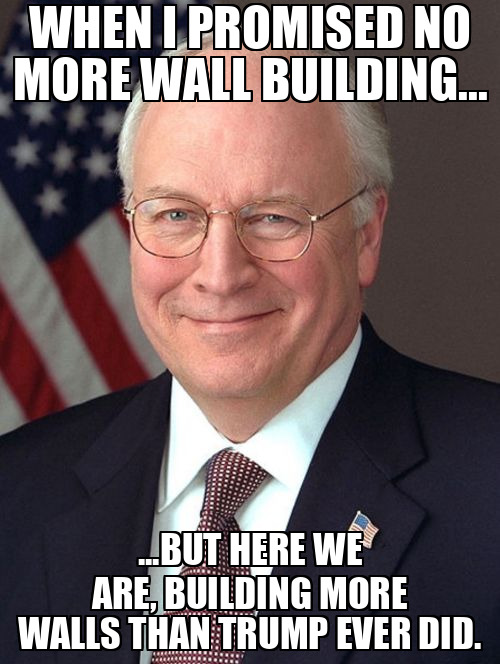 WHEN I PROMISED NO
MORE WALL BUILDING...
...BUT HERE WE
ARE, BUILDING MORE
WALLS THAN TRUMP EVER DID.